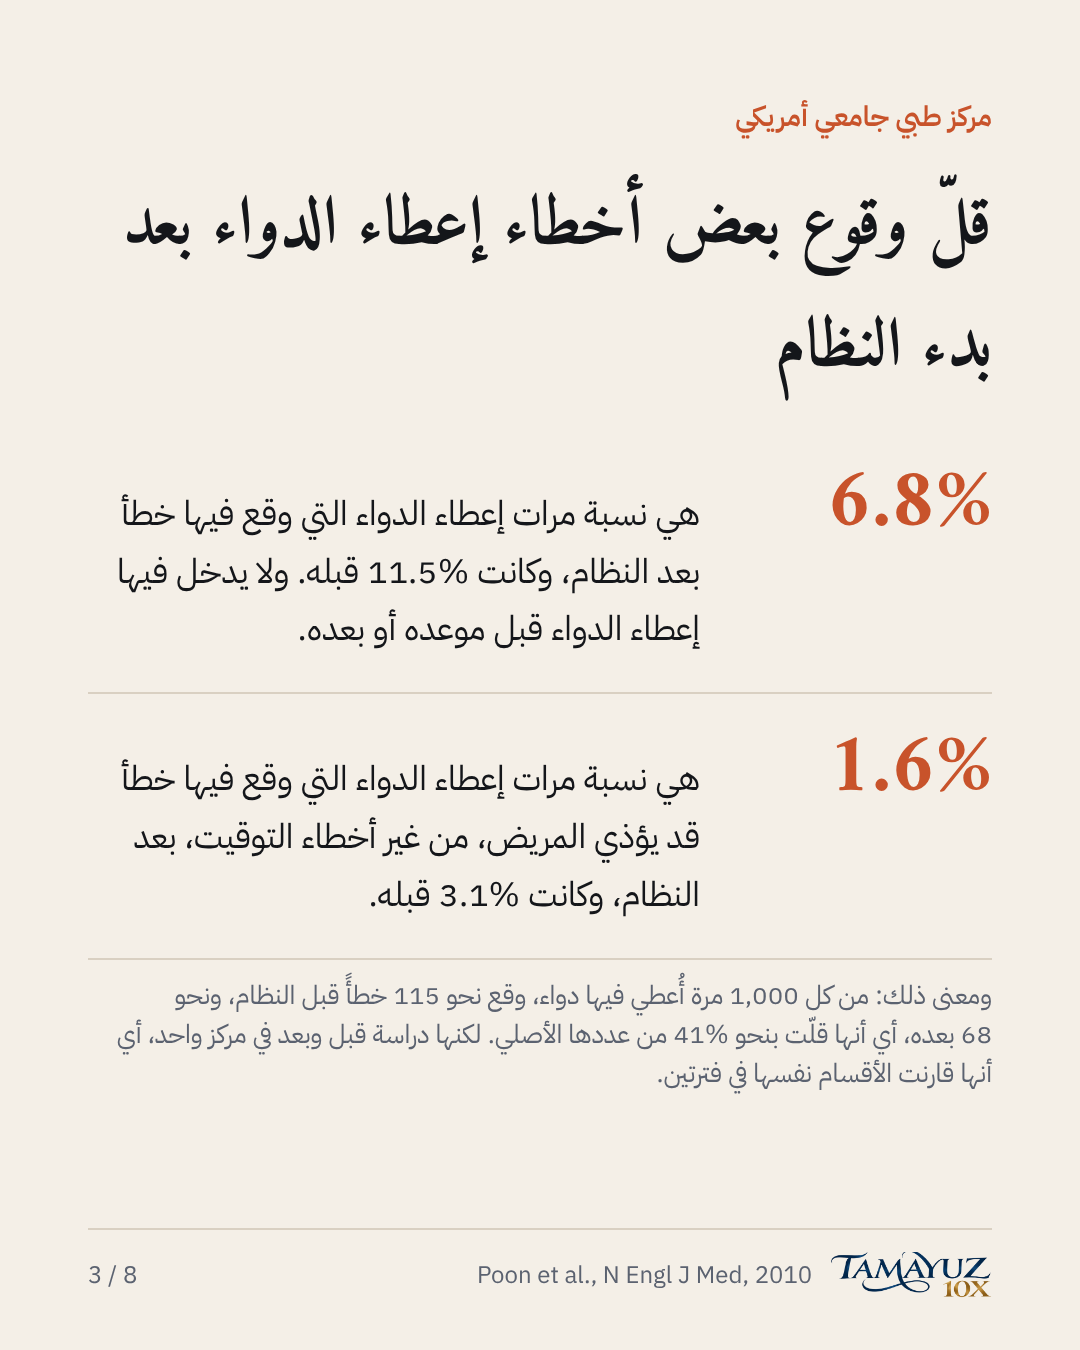 مركز طبي جامعي أمريكي
قلّ وقوع بعض أخطاء إعطاء الدواء بعد
بدء النظام
6.8%
هي نسبة مرات إعطاء الدواء التي وقع فيها خطأ
بعد النظام، وكانت 11.5% قبله. ولا يدخل فيها
إعطاء الدواء قبل موعده أو بعده.
1.6%
هي نسبة مرات إعطاء الدواء التي وقع فيها خطأ
قد يؤذي المريض، من غير أخطاء التوقيت، بعد
النظام، وكانت 3.1% قبله.
ومعنى ذلك: من كل 1,000 مرة أُعطي فيها دواء، وقع نحو 115 خطأً قبل النظام، ونحو
68 بعده، أي أنها قلّت بنحو 41% من عددها الأصلي. لكنها دراسة قبل وبعد في مركز واحد، أي
أنها قارنت الأقسام نفسها في فترتين.
TAMAYUZ
10X
Poon et al., N Engl J Med, 2010
3 / 8